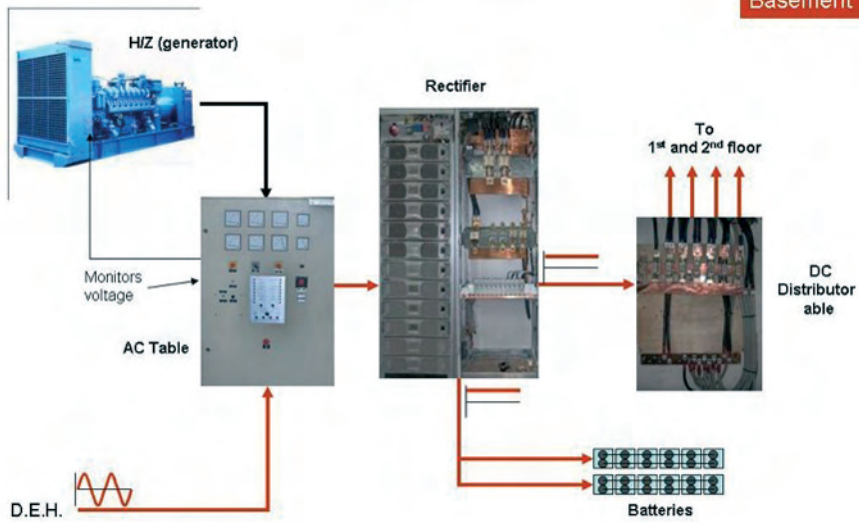 Basement
H/Z (generator)
Rectifier
To
1st and 2nd floor
Monitors
voltage
AC Table
DC
Distributor
able
D.E.H.
Batteries